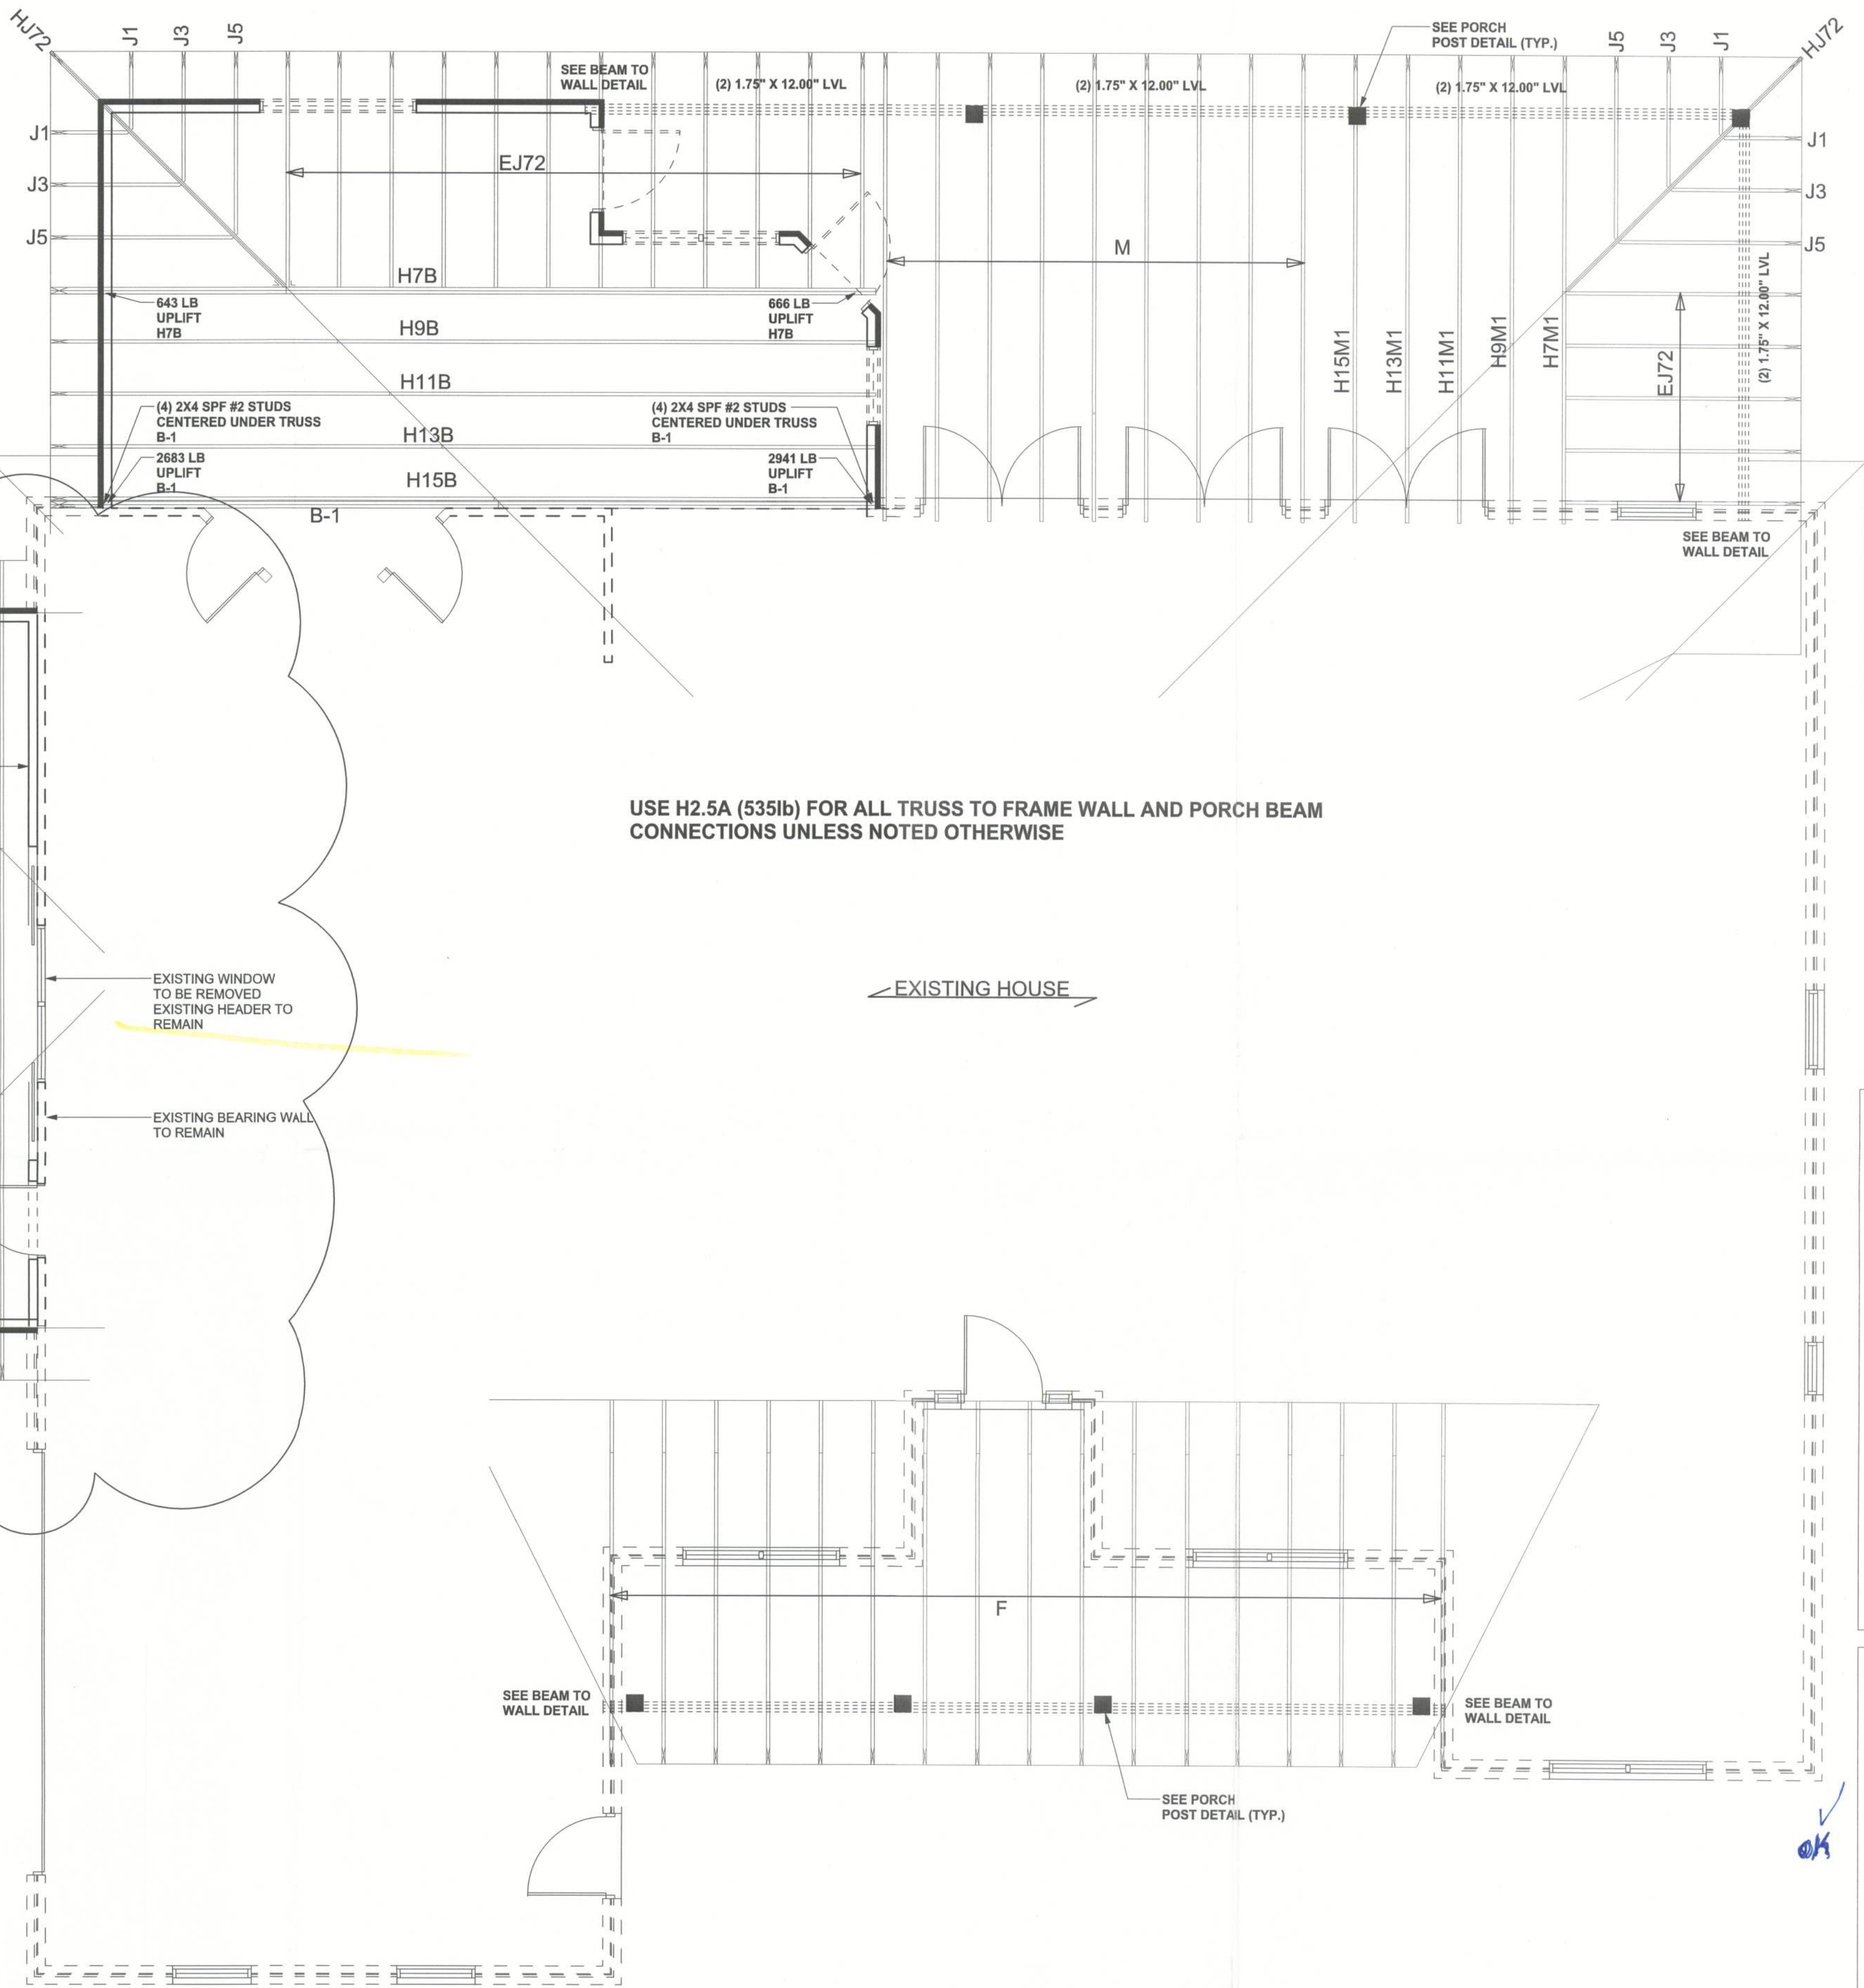 HJ72
J1
J3
J5
SEE PORCH
POST DETAIL (TYP.)
J5
J3
J1
HJ72
SEE BEAM TO
WALL DETAIL
(2) 1.75" X 12.00" LVL
(2) 1.75" X 12.00" LVL
(2) 1.75" X 12.00" LVL
J1
J3
J5
EJ72
M
J1
J3
J5
(2) 1.75" X 12.00" LVL
H7B
643 LB
UPLIFT
H7B
666 LB
UPLIFT
H7B
H9B
H11B
H15M1
H13M1
H11M1
H9M1
H7M1
EJ72
(4) 2X4 SPF #2 STUDS
CENTERED UNDER TRUSS
B-1
(4) 2X4 SPF #2 STUDS
CENTERED UNDER TRUSS
B-1
H13B
2683 LB
UPLIFT
B-1
2941 LB
UPLIFT
B-1
H15B
B-1
SEE BEAM TO
WALL DETAIL
USE H2.5A (535lb) FOR ALL TRUSS TO FRAME WALL AND PORCH BEAM
CONNECTIONS UNLESS NOTED OTHERWISE
EXISTING WINDOW
TO BE REMOVED
EXISTING HEADER TO
REMAIN
EXISTING HOUSE
EXISTING BEARING WALL
TO REMAIN
F
SEE BEAM TO
WALL DETAIL
SEE BEAM TO
WALL DETAIL
SEE PORCH
POST DETAIL (TYP.)
OK